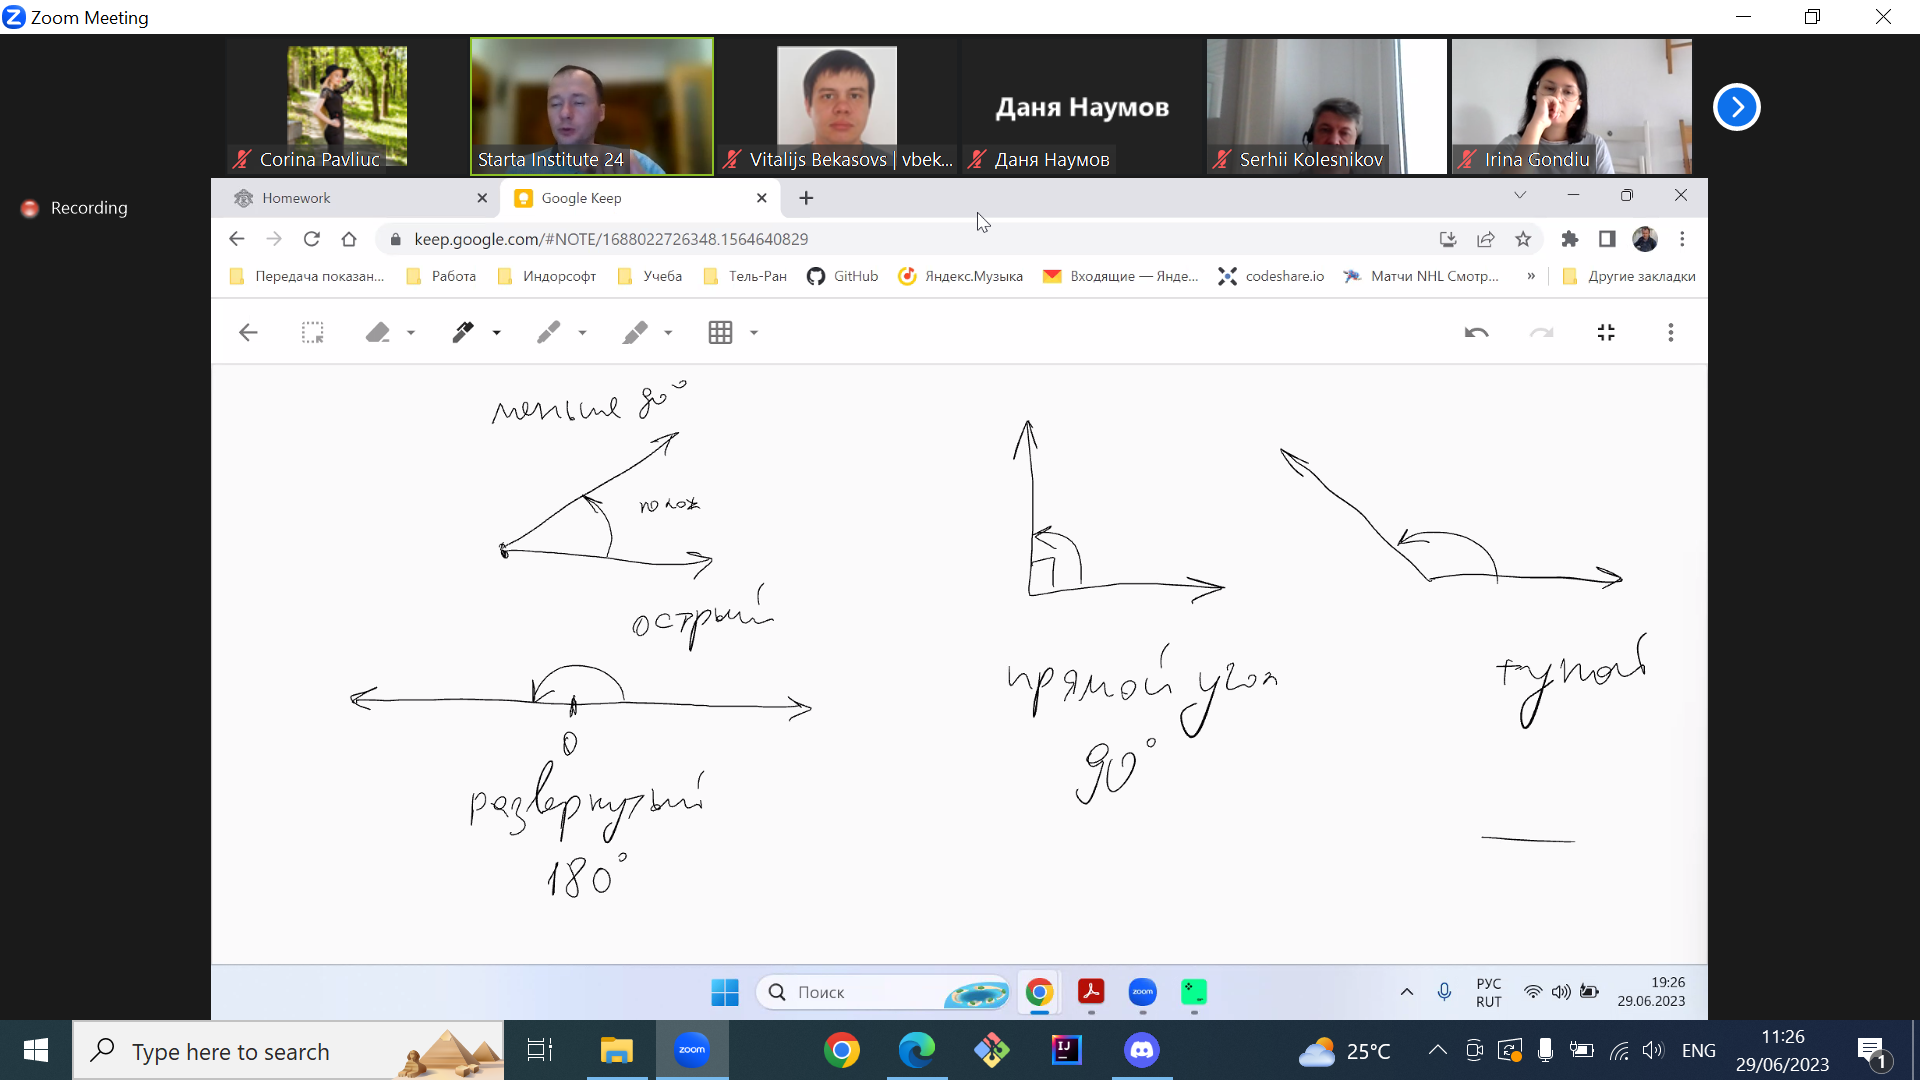 Zoom Meeting
Даня Наумов
Corina Pavliuc
Starta Institute 24
Vitalijs Bekasovs | vbek...
Даня Наумов
Serhii Kolesnikov
Irina Gondiu
Recording
Homework
Google Keep
keep.google.com/#NOTE/1688022726348.1564640829
Передача показан...
Работа
Индорсофт
Учеба
Тель-Ран
GitHub
Яндекс.Музыка
Входящие — Янде...
codeshare.io
Матчи NHL Смотр...
»
Другие закладки
меньше 90°
полож
острый
прямой угол
90°
тупой
0
развернутый
180°
Поиск
zoom
РУС
RUT
19:26
29.06.2023
Type here to search
zoom
IJ
25°C
ENG
11:26
29/06/2023
1